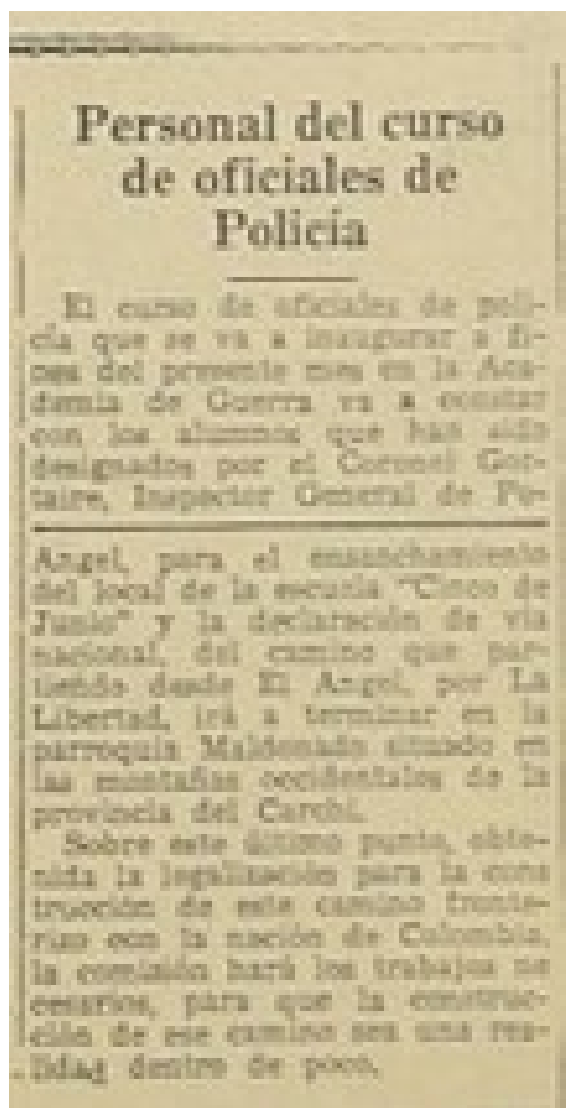 Personal del curso
de oficiales de
Policía
El curso de oficiales de poli-
cía que se va a inaugurar a fi-
nes del presente mes en la Aca-
demia de Guerra va a constar
con los alumnos que han sido
designados por el Coronel Gor-
taire, Inspector General de Po-
Angel, para el ensanchamiento
del local de la escuela "Cinco de
Junio" y la declaración de vía
nacional, del camino que par-
tiendo desde El Angel, por La
Libertad, irá a terminar en la
parroquia Maldonado situado en
las montañas occidentales de la
provincia del Carchi.
Sobre este último punto, obte-
nida la legalización para la cons
trucción de este camino fronte-
rizo con la nación de Colombia,
la comisión hará los trabajos ne
cesarios, para que la construc-
ción de ese camino sea una rea-
lidad dentro de poco.